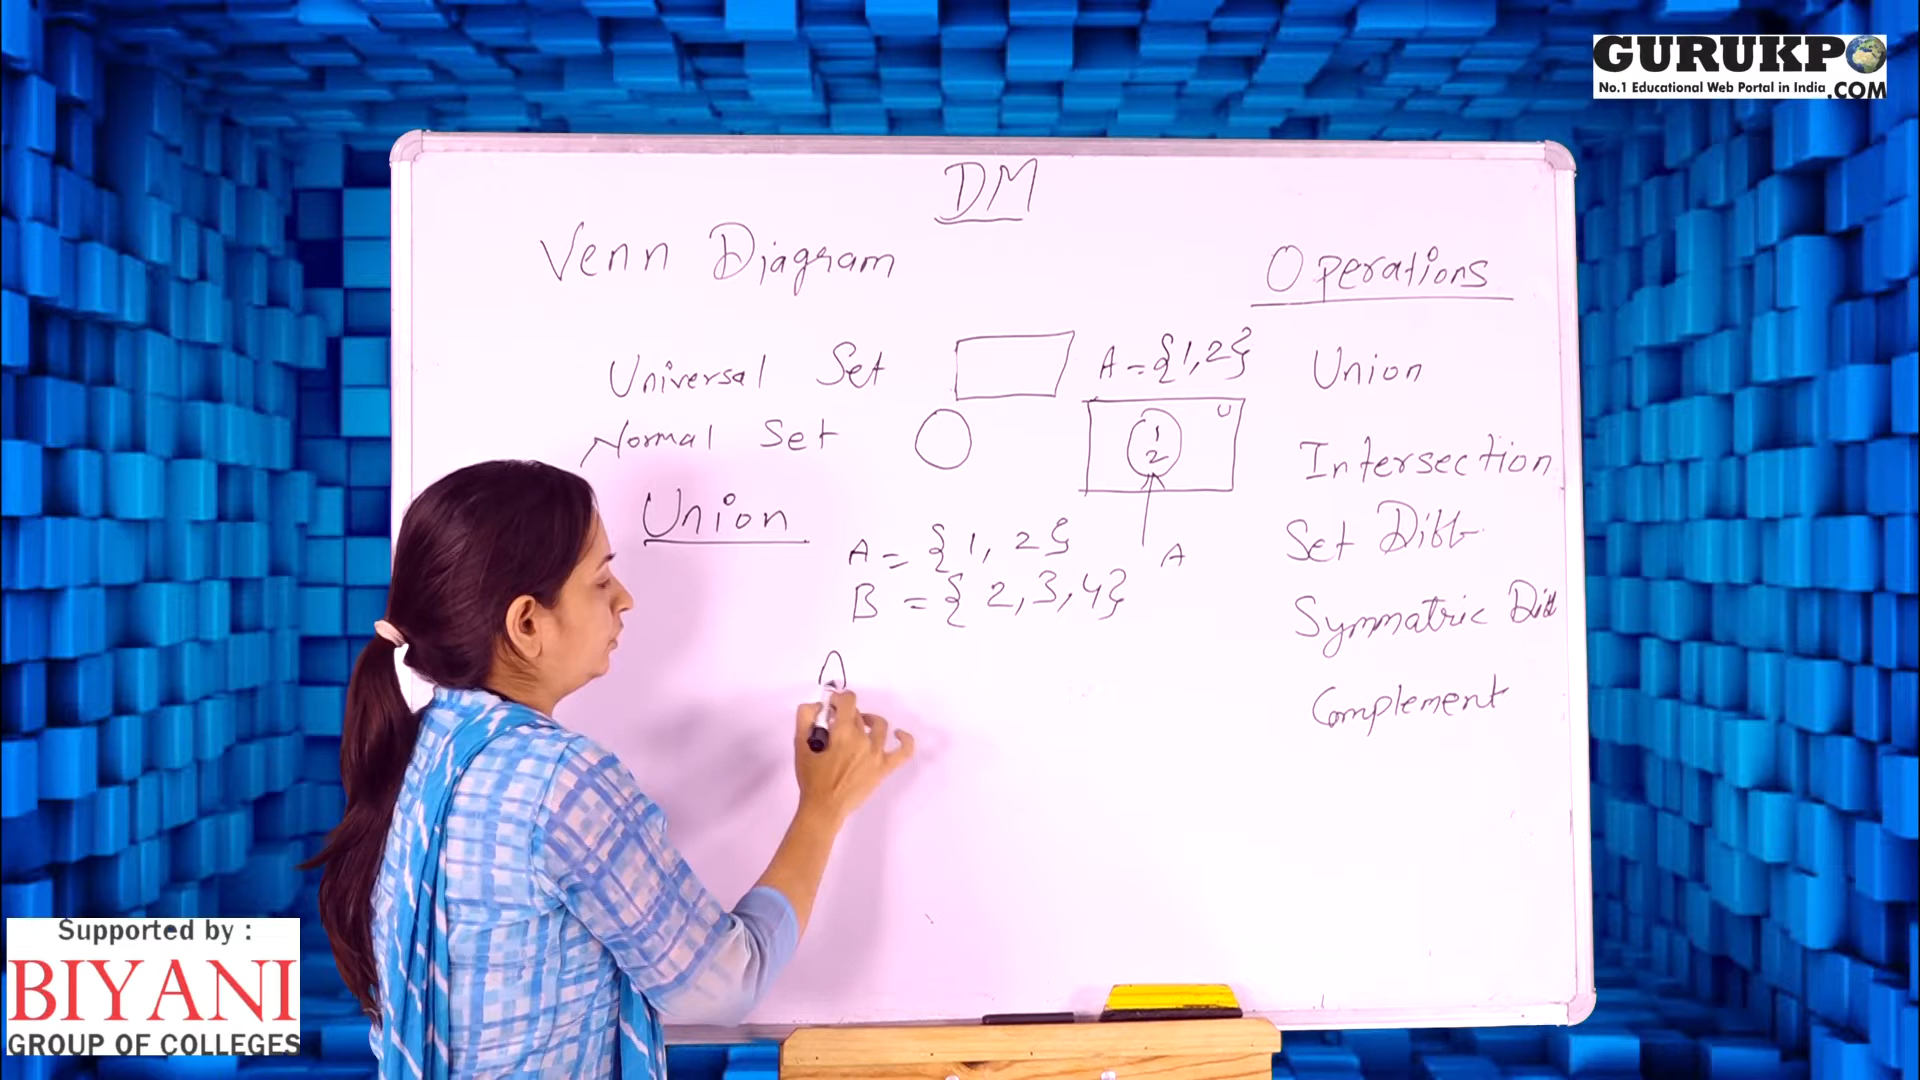 GURUKPO
No.1 Educational Web Portal in India .COM
DM
Venn Diagram
Operations
Universal Set
A = {1, 2}
Union
U
Normal Set
1
2
Intersection
Union
A = {1, 2}
A
Set Diff
B = {2, 3, 4}
Symmatric Diff
A
Complement
Supported by :
BIYANI
GROUP OF COLLEGES